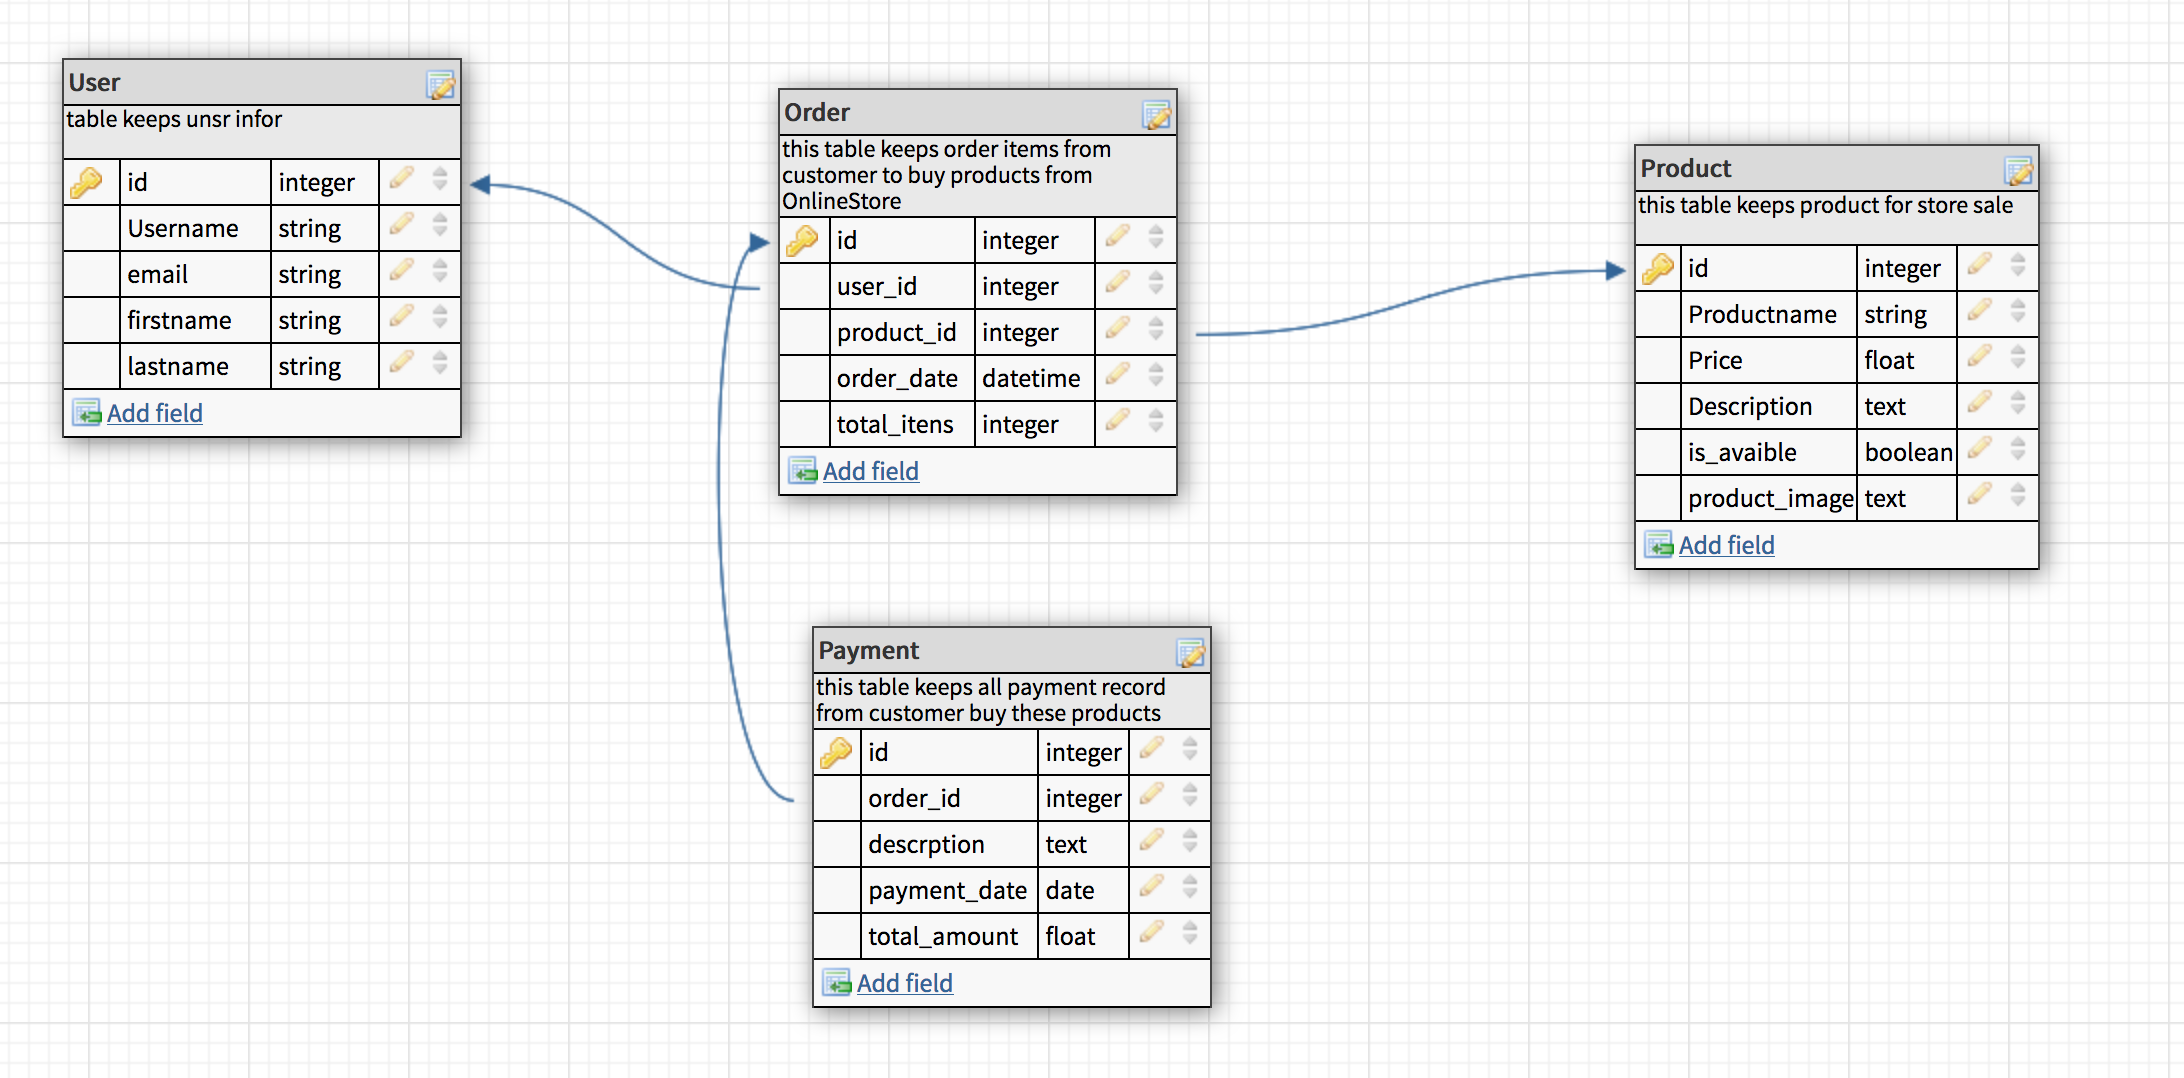 User
table keeps unsr infor
id integer
Username string
email string
firstname string
lastname string
Add field
Order
this table keeps order items from
customer to buy products from
OnlineStore
id integer
user_id integer
product_id integer
order_date datetime
total_itens integer
Add field
Product
this table keeps product for store sale
id integer
Productname string
Price float
Description text
is_avaible boolean
product_image text
Add field
Payment
this table keeps all payment record
from customer buy these products
id integer
order_id integer
descrption text
payment_date date
total_amount float
Add field